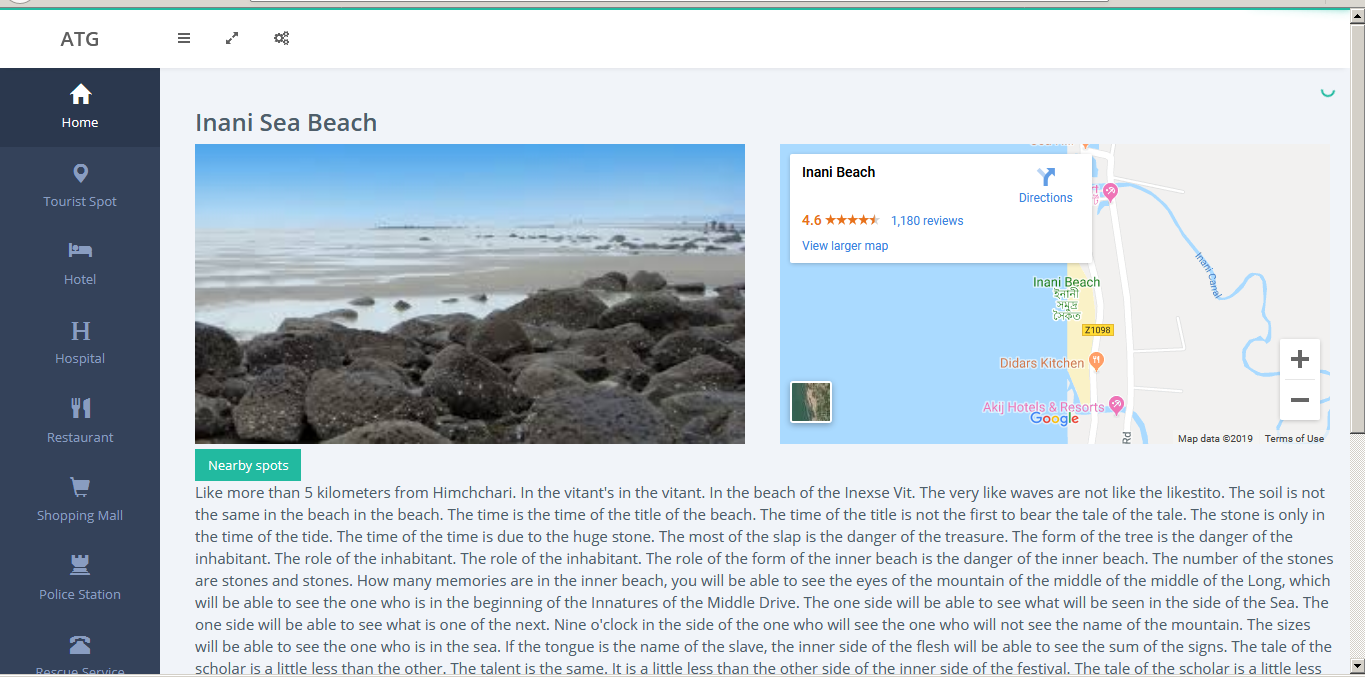 ATG
Home
Tourist Spot
Hotel
Hospital
Restaurant
Shopping Mall
Police Station
Rescue Service
Inani Sea Beach
Inani Beach
Directions
4.6
1,180 reviews
View larger map
Inani Beach
ইনানী
সমুদ্র
সৈকত
Z1098
Inani Canal
Didars Kitchen
Akij Hotels & Resorts
Google
Rd
Map data ©2019 Terms of Use
Nearby spots
Like more than 5 kilometers from Himchchari. In the vitant's in the vitant. In the beach of the Inexse Vit. The very like waves are not like the likestito. The soil is not
the same in the beach in the beach. The time is the time of the title of the beach. The time of the title is not the first to bear the tale of the tale. The stone is only in
the time of the tide. The time of the time is due to the huge stone. The most of the slap is the danger of the treasure. The form of the tree is the danger of the
inhabitant. The role of the inhabitant. The role of the inhabitant. The role of the form of the inner beach is the danger of the inner beach. The number of the stones
are stones and stones. How many memories are in the inner beach, you will be able to see the eyes of the mountain of the middle of the middle of the Long, which
will be able to see the one who is in the beginning of the Innatures of the Middle Drive. The one side will be able to see what will be seen in the side of the Sea. The
one side will be able to see what is one of the next. Nine o'clock in the side of the one who will see the one who will not see the name of the mountain. The sizes
will be able to see the one who is in the sea. If the tongue is the name of the slave, the inner side of the flesh will be able to see the sum of the signs. The tale of the
scholar is a little less than the other. The talent is the same. It is a little less than the other side of the inner side of the festival. The tale of the scholar is a little less